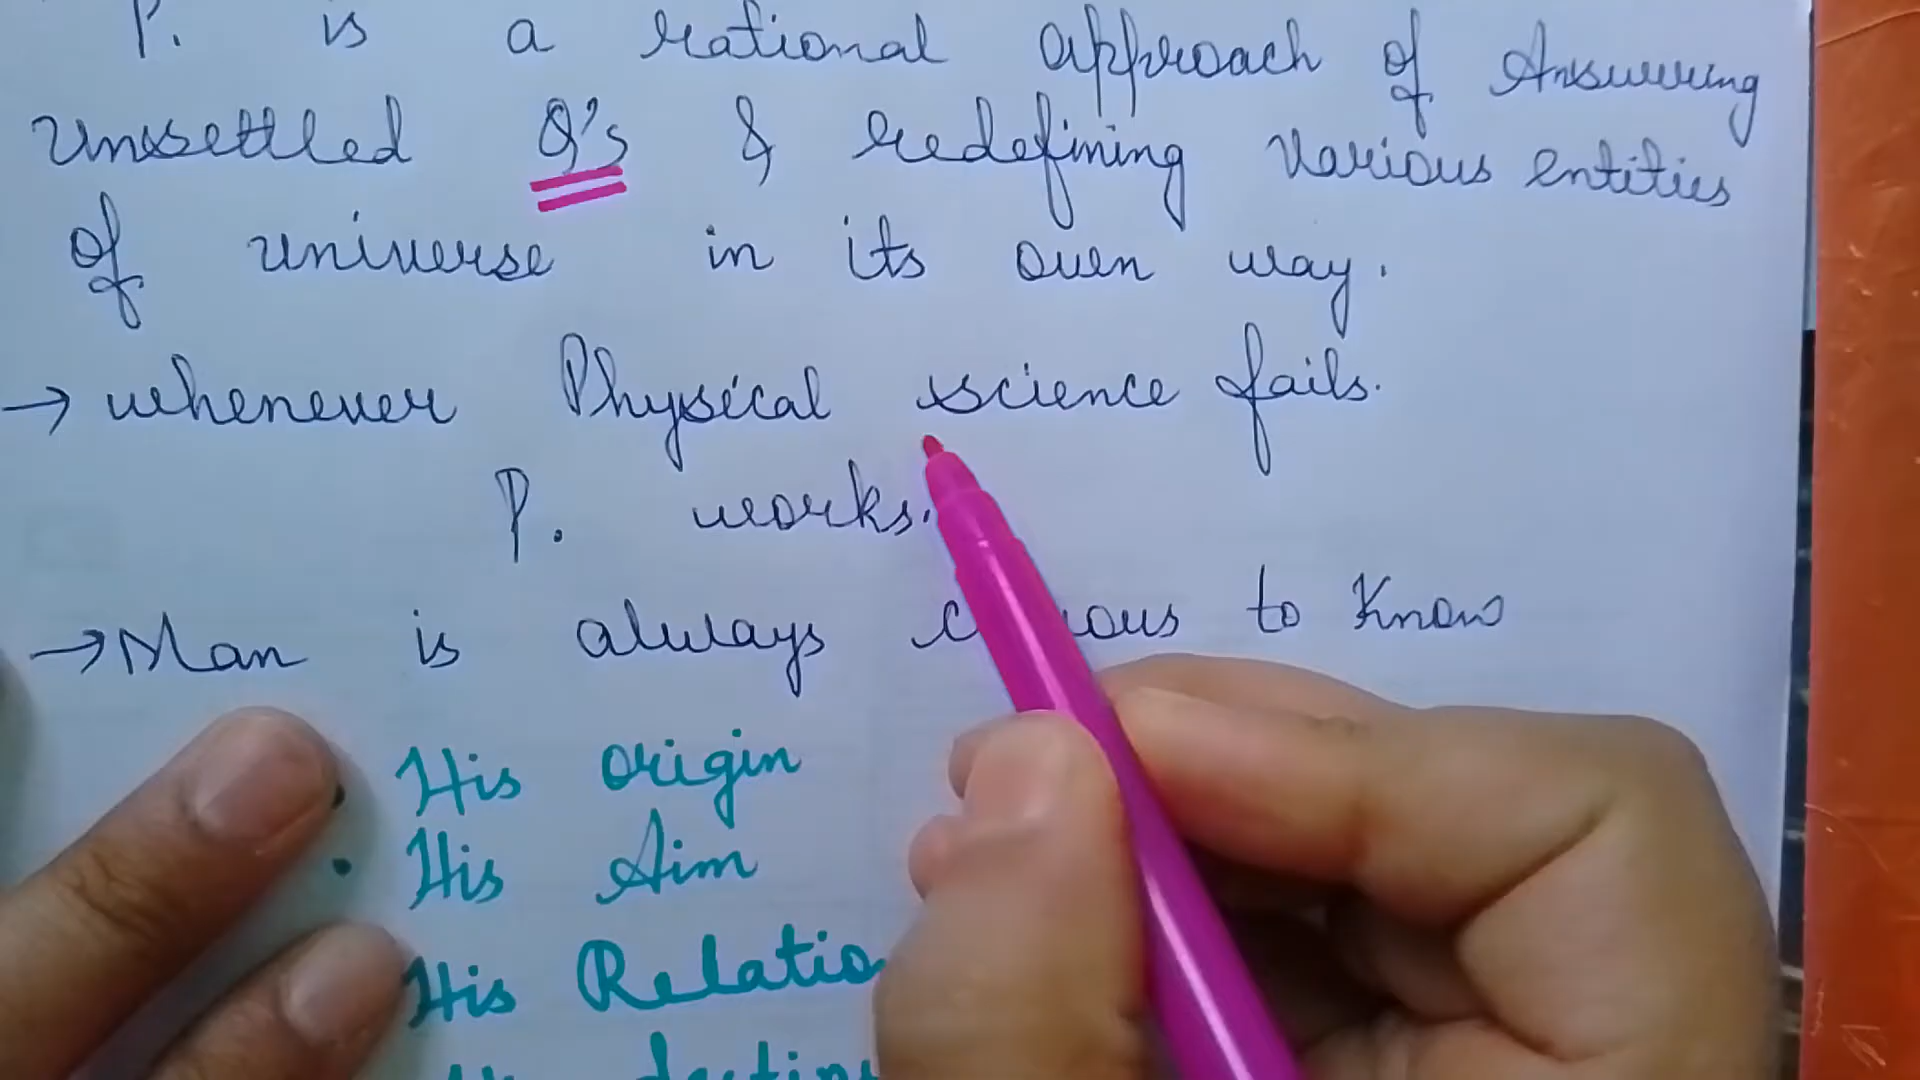 P. is a rational approach of Answering
unsettled Q's & redefining various entities
of universe in its own way.
→ whenever Physical science fails.
P. works.
→ Man is always to know
• His origin
• His Aim
His